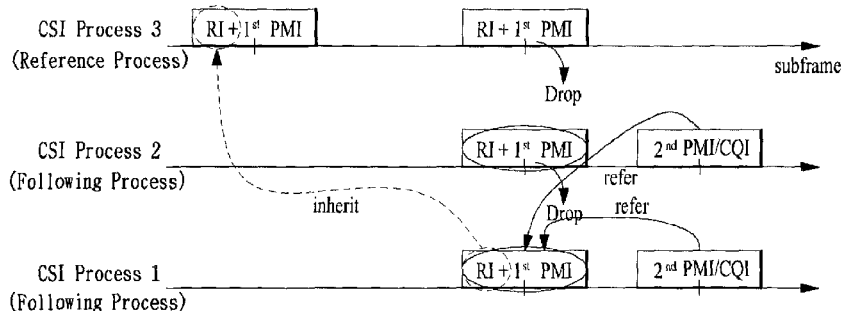 CSI Process 3
(Reference Process)
RI + 1st PMI
RI + 1st PMI
subframe
Drop
CSI Process 2
(Following Process)
RI + 1st PMI
2nd PMI/CQI
refer
inherit
Drop
refer
CSI Process 1
(Following Process)
RI + 1st PMI
2nd PMI/CQI